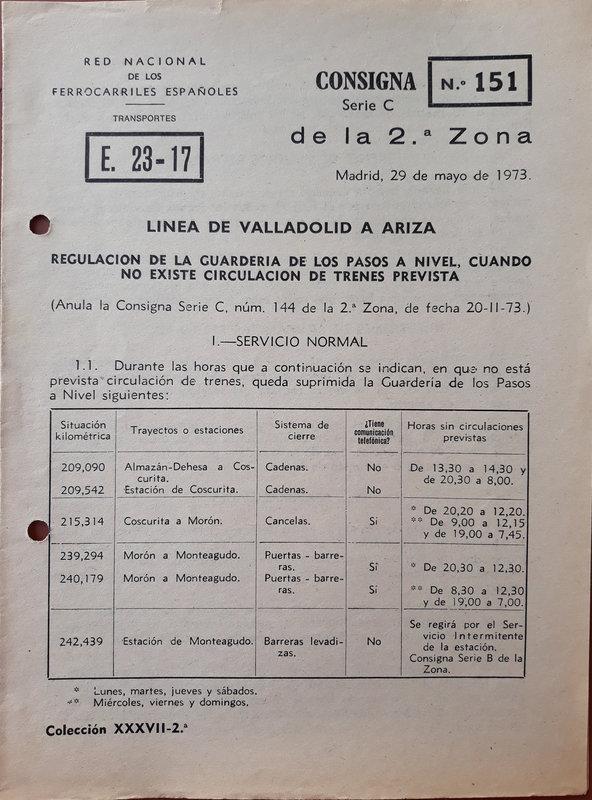 RED NACIONAL
DE LOS
FERROCARRILES ESPAÑOLES
TRANSPORTES
E. 23-17
CONSIGNA N.º 151
Serie C
de la 2.ª Zona
Madrid, 29 de mayo de 1973.
LINEA DE VALLADOLID A ARIZA
REGULACION DE LA GUARDERIA DE LOS PASOS A NIVEL, CUANDO
NO EXISTE CIRCULACION DE TRENES PREVISTA
(Anula la Consigna Serie C, núm. 144 de la 2.ª Zona, de fecha 20-II-73.)
I.—SERVICIO NORMAL
1.1. Durante las horas que a continuación se indican, en que no está
prevista circulación de trenes, queda suprimida la Guardería de los Pasos
a Nivel siguientes:
Situación kilométrica | Trayectos o estaciones | Sistema de cierre | ¿Tiene comunicación telefónica? | Horas sin circulaciones previstas
209,090 | Almazán-Dehesa a Coscurita. | Cadenas. | No | De 13,30 a 14,30 y de 20,30 a 8,00.
209,542 | Estación de Coscurita. | Cadenas. | No
215,314 | Coscurita a Morón. | Cancelas. | Sí | * De 20,20 a 12,20. ** De 9,00 a 12,15 y de 19,00 a 7,45.
239,294 | Morón a Monteagudo. | Puertas - barreras. | Sí | * De 20,30 a 12,30.
240,179 | Morón a Monteagudo. | Puertas - barreras. | Sí | ** De 8,30 a 12,30 y de 19,00 a 7,00.
242,439 | Estación de Monteagudo. | Barreras levadizas. | No | Se regirá por el Servicio Intermitente de la estación. Consigna Serie B de la Zona.
* Lunes, martes, jueves y sábados.
** Miércoles, viernes y domingos.
Colección XXXVII-2.ª